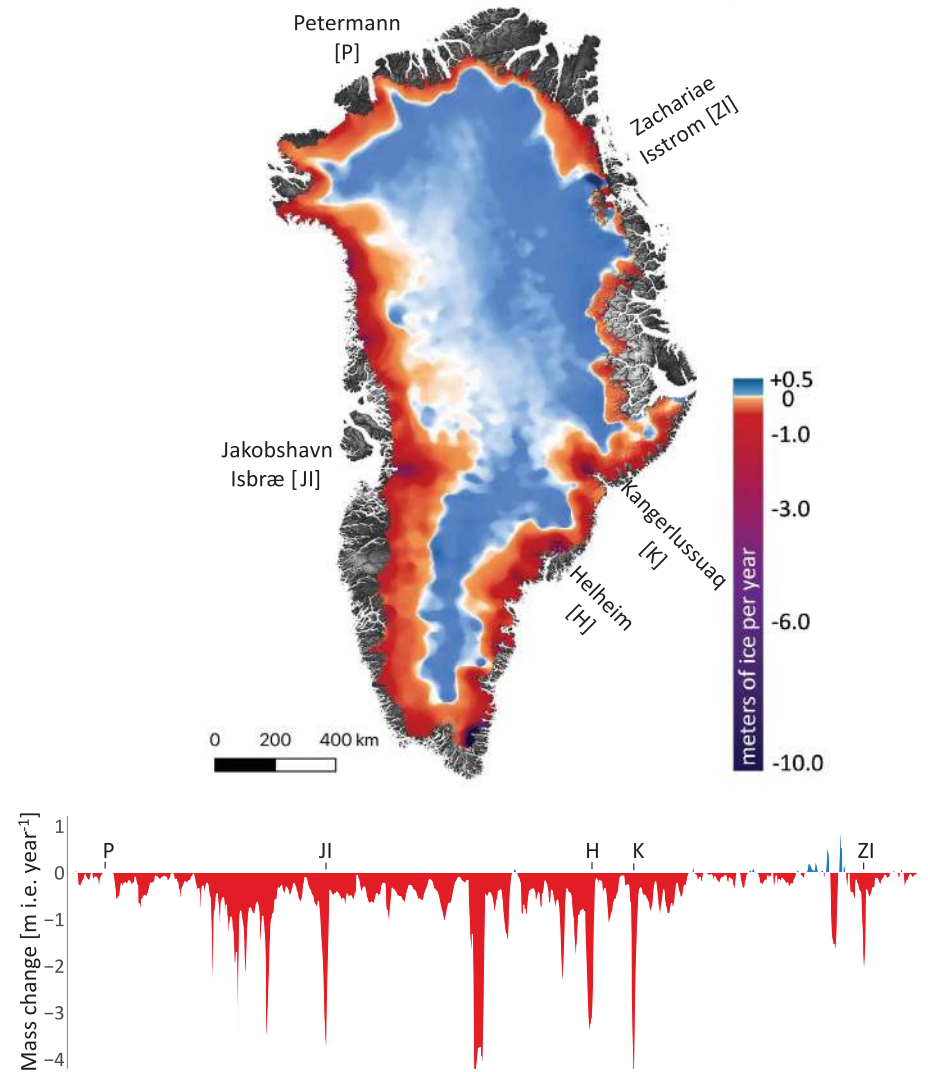 Petermann
[P]
Zachariae
Isstrom [ZI]
Jakobshavn
Isbræ [JI]
Kangerlussuaq
[K]
Helheim
[H]
+0.5
0
-1.0
-3.0
-6.0
-10.0
meters of ice per year
0 200 400 km
Mass change [m i.e. year-1]
1
0
−1
−2
−3
−4
P JI H K ZI